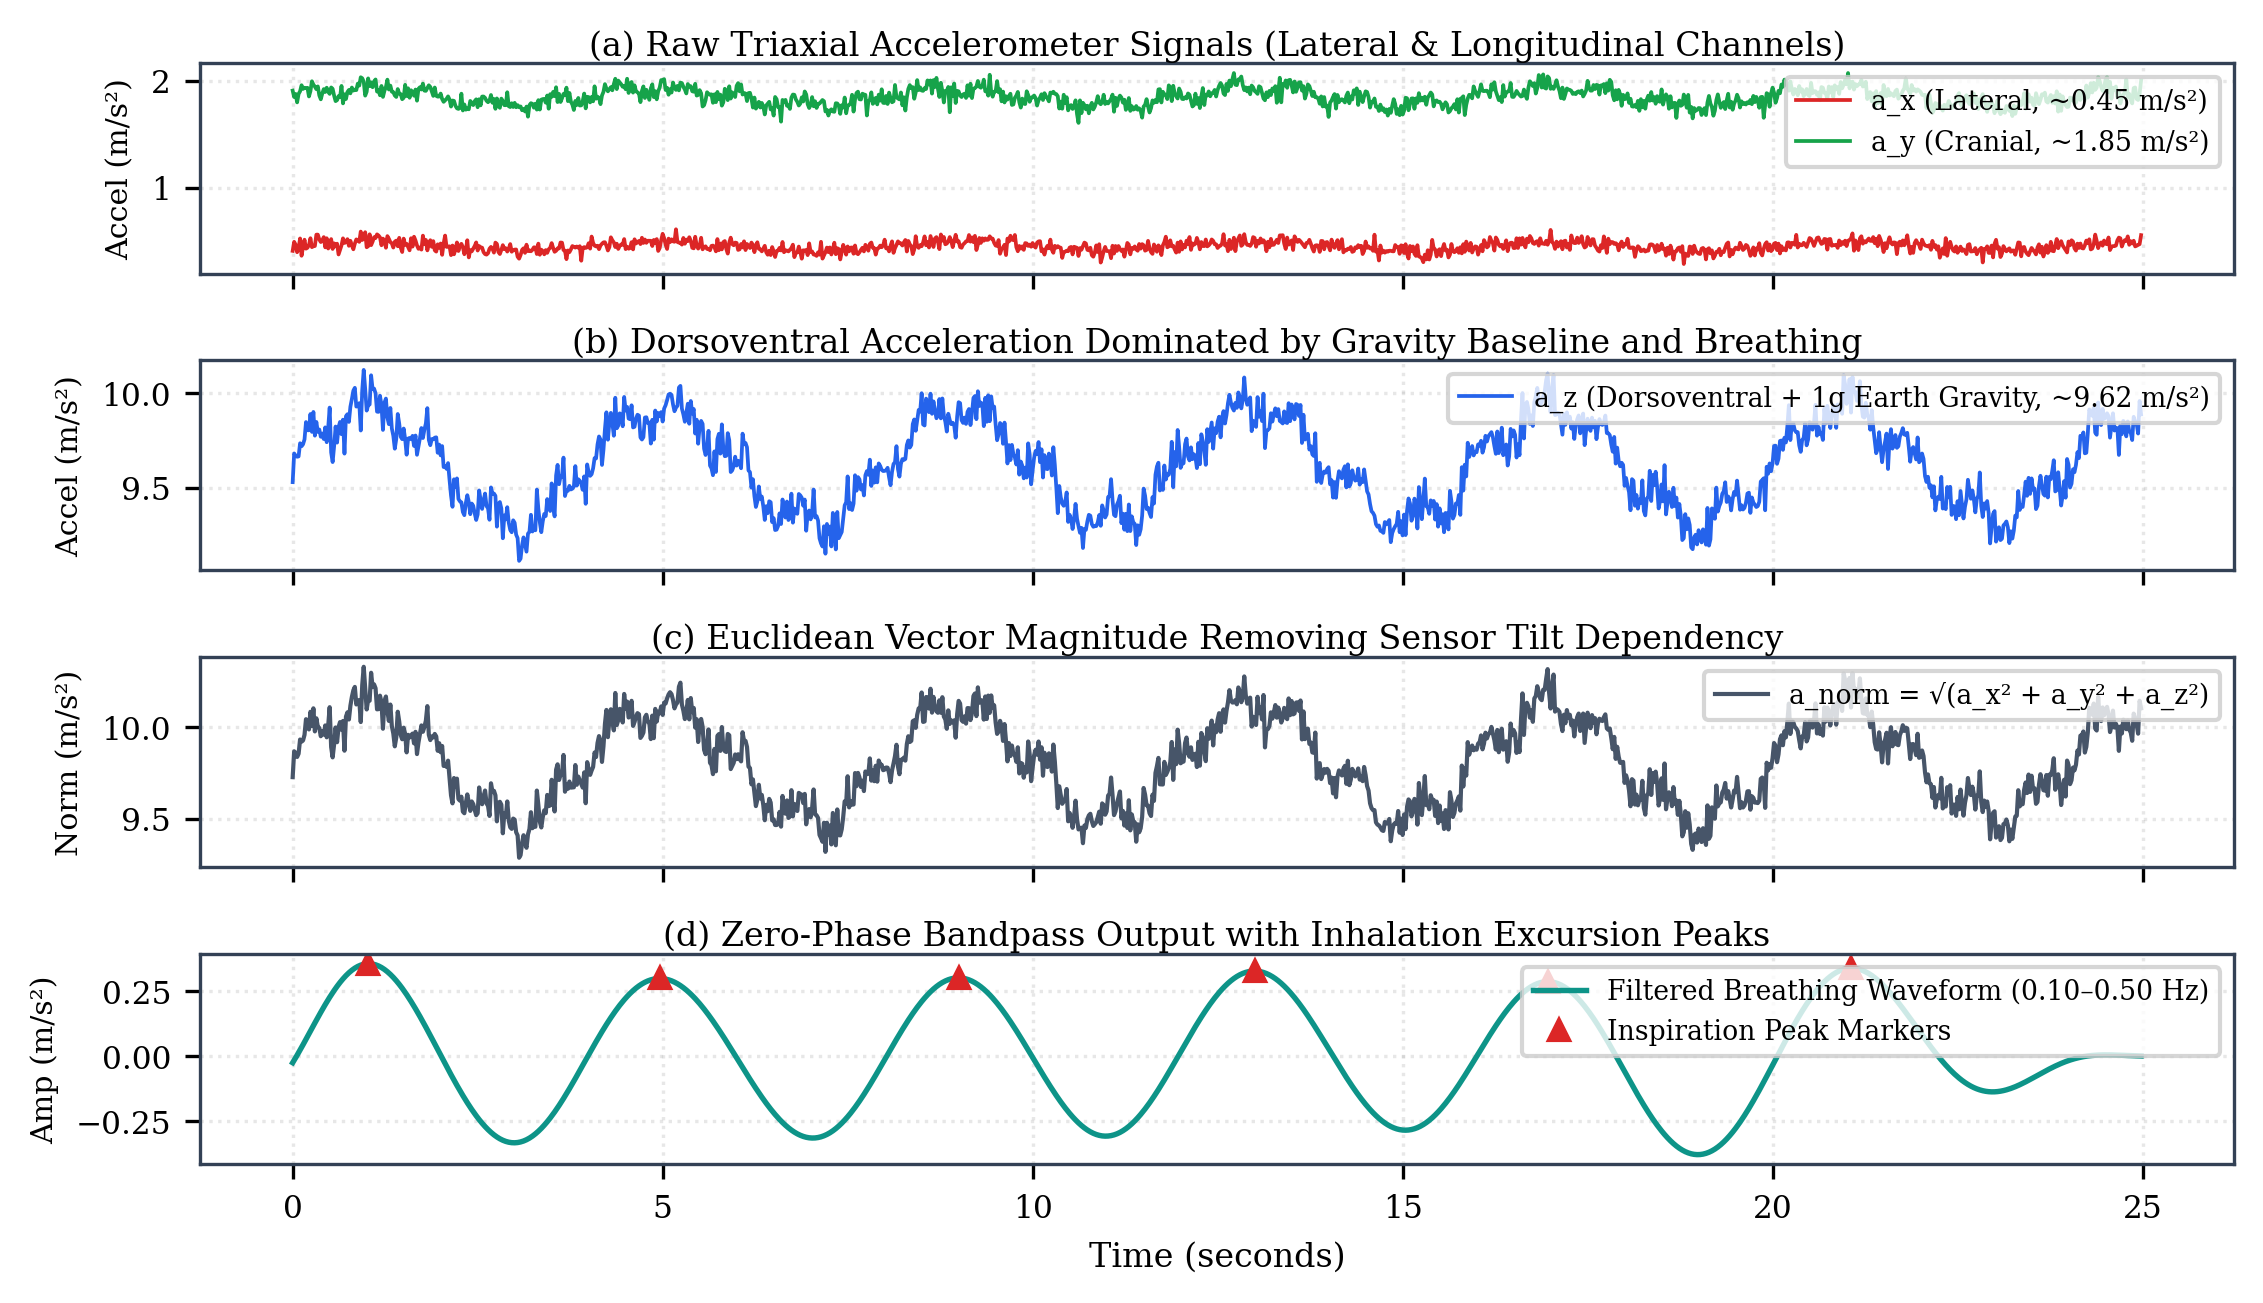 (a) Raw Triaxial Accelerometer Signals (Lateral & Longitudinal Channels)
Accel (m/s²)
2
1
a_x (Lateral, ~0.45 m/s²)
a_y (Cranial, ~1.85 m/s²)
(b) Dorsoventral Acceleration Dominated by Gravity Baseline and Breathing
Accel (m/s²)
10.0
9.5
a_z (Dorsoventral + 1g Earth Gravity, ~9.62 m/s²)
(c) Euclidean Vector Magnitude Removing Sensor Tilt Dependency
Norm (m/s²)
10.0
9.5
a_norm = √(a_x² + a_y² + a_z²)
(d) Zero-Phase Bandpass Output with Inhalation Excursion Peaks
Amp (m/s²)
0.25
0.00
−0.25
Filtered Breathing Waveform (0.10–0.50 Hz)
Inspiration Peak Markers
0 5 10 15 20 25
Time (seconds)